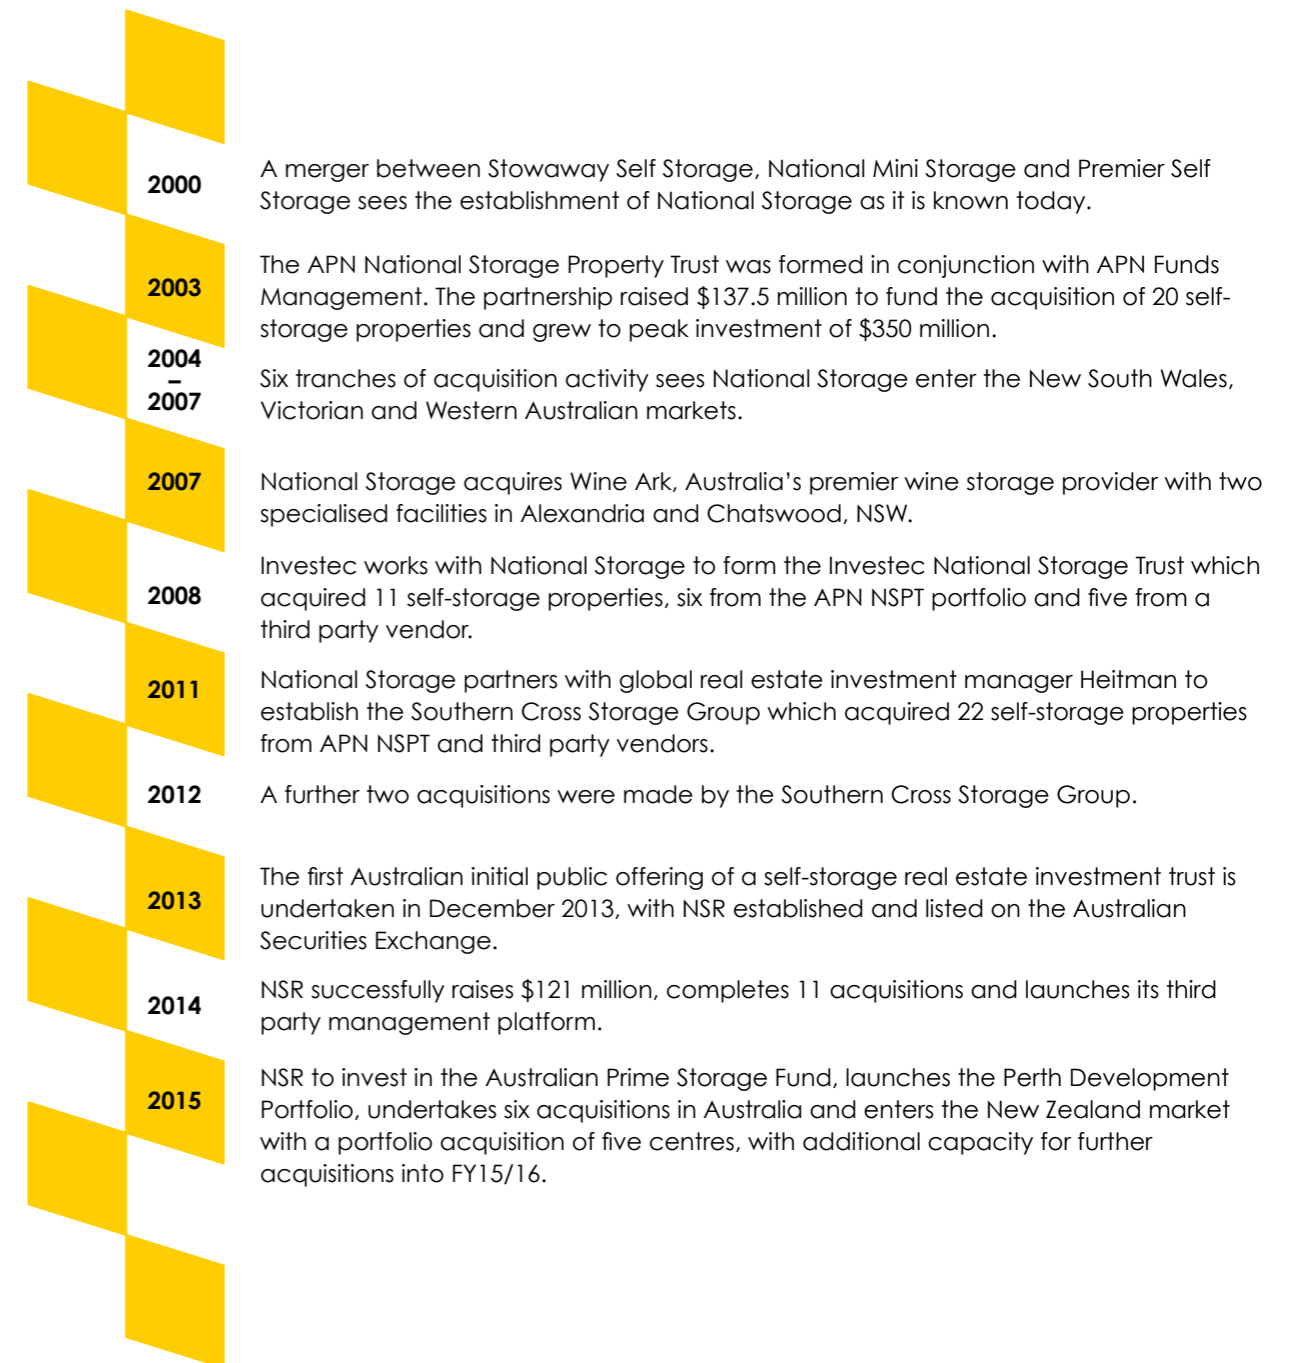 2000
A merger between Stowaway Self Storage, National Mini Storage and Premier Self
Storage sees the establishment of National Storage as it is known today.
2003
The APN National Storage Property Trust was formed in conjunction with APN Funds
Management. The partnership raised $137.5 million to fund the acquisition of 20 self-
storage properties and grew to peak investment of $350 million.
2004
–
2007
Six tranches of acquisition activity sees National Storage enter the New South Wales,
Victorian and Western Australian markets.
2007
National Storage acquires Wine Ark, Australia's premier wine storage provider with two
specialised facilities in Alexandria and Chatswood, NSW.
2008
Investec works with National Storage to form the Investec National Storage Trust which
acquired 11 self-storage properties, six from the APN NSPT portfolio and five from a
third party vendor.
2011
National Storage partners with global real estate investment manager Heitman to
establish the Southern Cross Storage Group which acquired 22 self-storage properties
from APN NSPT and third party vendors.
2012
A further two acquisitions were made by the Southern Cross Storage Group.
2013
The first Australian initial public offering of a self-storage real estate investment trust is
undertaken in December 2013, with NSR established and listed on the Australian
Securities Exchange.
2014
NSR successfully raises $121 million, completes 11 acquisitions and launches its third
party management platform.
2015
NSR to invest in the Australian Prime Storage Fund, launches the Perth Development
Portfolio, undertakes six acquisitions in Australia and enters the New Zealand market
with a portfolio acquisition of five centres, with additional capacity for further
acquisitions into FY15/16.